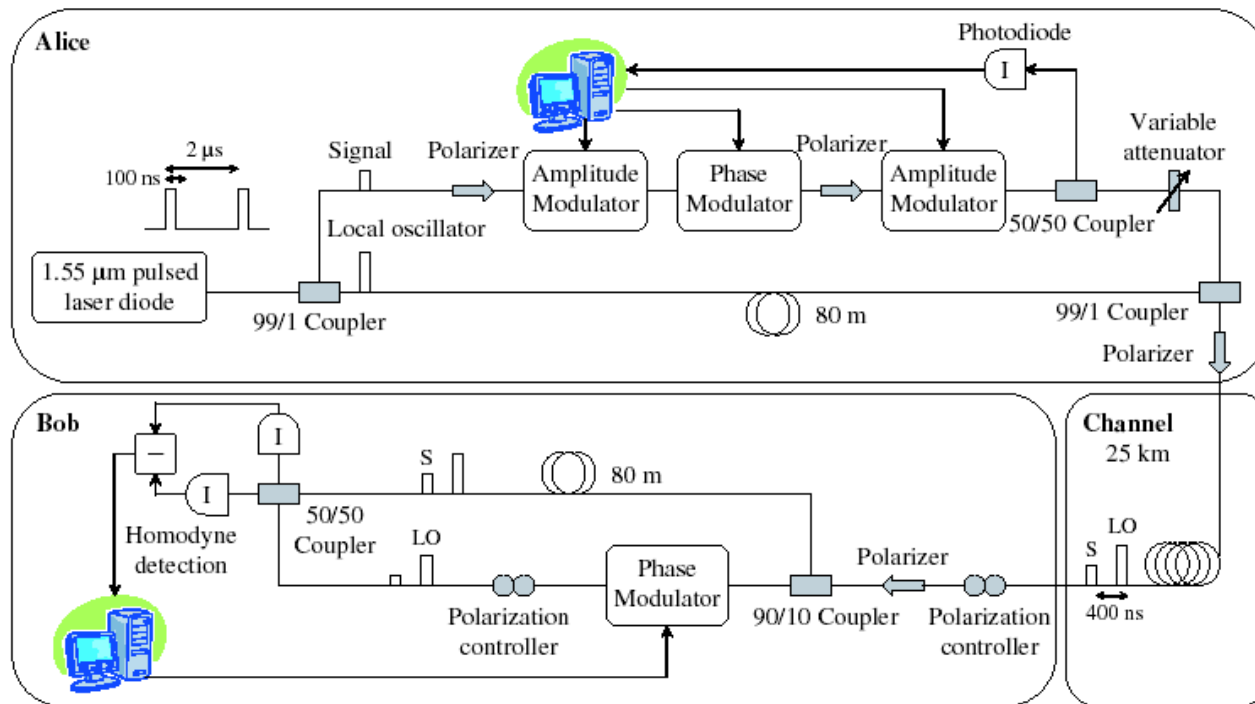 Alice
Photodiode
I
2 μs
100 ns
Signal
Polarizer
Amplitude
Modulator
Phase
Modulator
Polarizer
Amplitude
Modulator
Variable
attenuator
50/50 Coupler
Local oscillator
1.55 μm pulsed
laser diode
99/1 Coupler
80 m
99/1 Coupler
Polarizer
Bob
I
−
I
S
80 m
50/50
Coupler
Homodyne
detection
LO
Polarization
controller
Phase
Modulator
90/10 Coupler
Polarizer
Polarization
controller
Channel
25 km
LO
S
400 ns